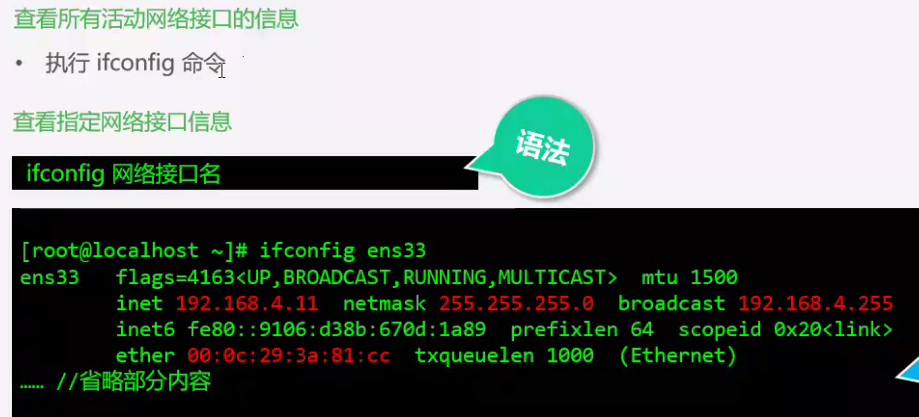 查看所有活动网络接口的信息
• 执行 ifconfig 命令
查看指定网络接口信息
语法
ifconfig 网络接口名
[root@localhost ~]# ifconfig ens33
ens33 flags=4163<UP,BROADCAST,RUNNING,MULTICAST> mtu 1500
inet 192.168.4.11 netmask 255.255.255.0 broadcast 192.168.4.255
inet6 fe80::9106:d38b:670d:1a89 prefixlen 64 scopeid 0x20<link>
ether 00:0c:29:3a:81:cc txqueuelen 1000 (Ethernet)
…… //省略部分内容